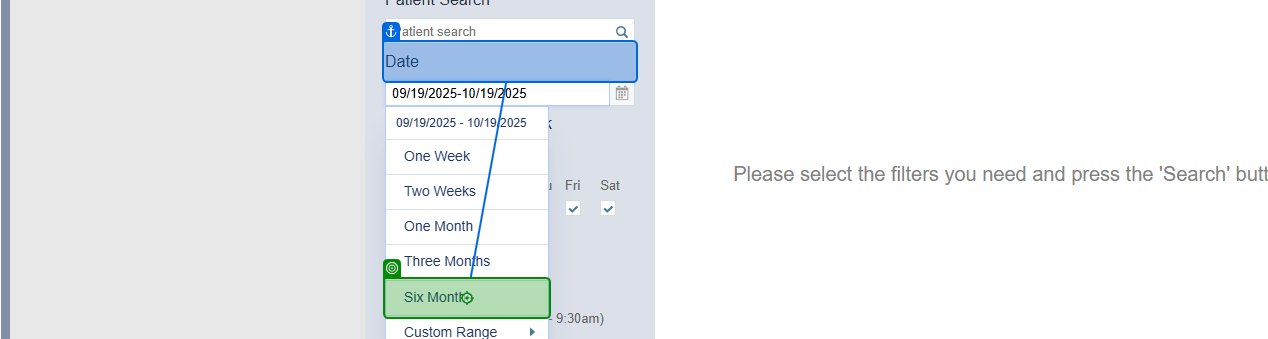 Patient Search
atient search
Date
09/19/2025-10/19/2025
09/19/2025 - 10/19/2025
One Week
Two Weeks
Fri Sat
One Month
Three Months
Six Month
- 9:30am)
Custom Range
Please select the filters you need and press the 'Search' butt